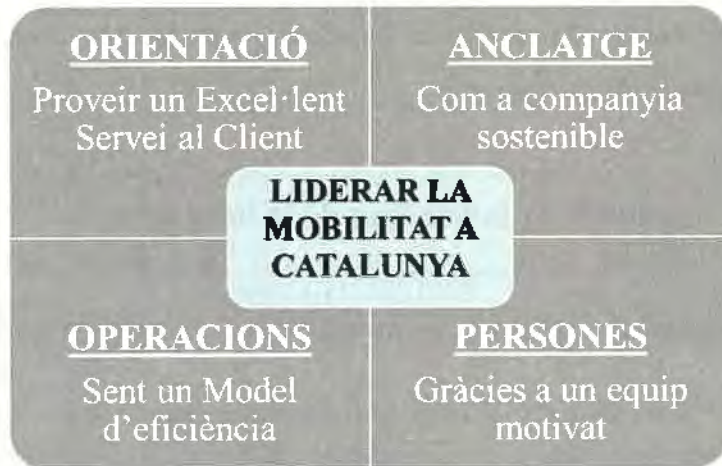 ORIENTACIÓ
Proveir un Excel·lent
Servei al Client
ANCLATGE
Com a companyia
sostenible
LIDERAR LA
MOBILITAT A
CATALUNYA
OPERACIONS
Sent un Model
d'eficiència
PERSONES
Gràcies a un equip
motivat